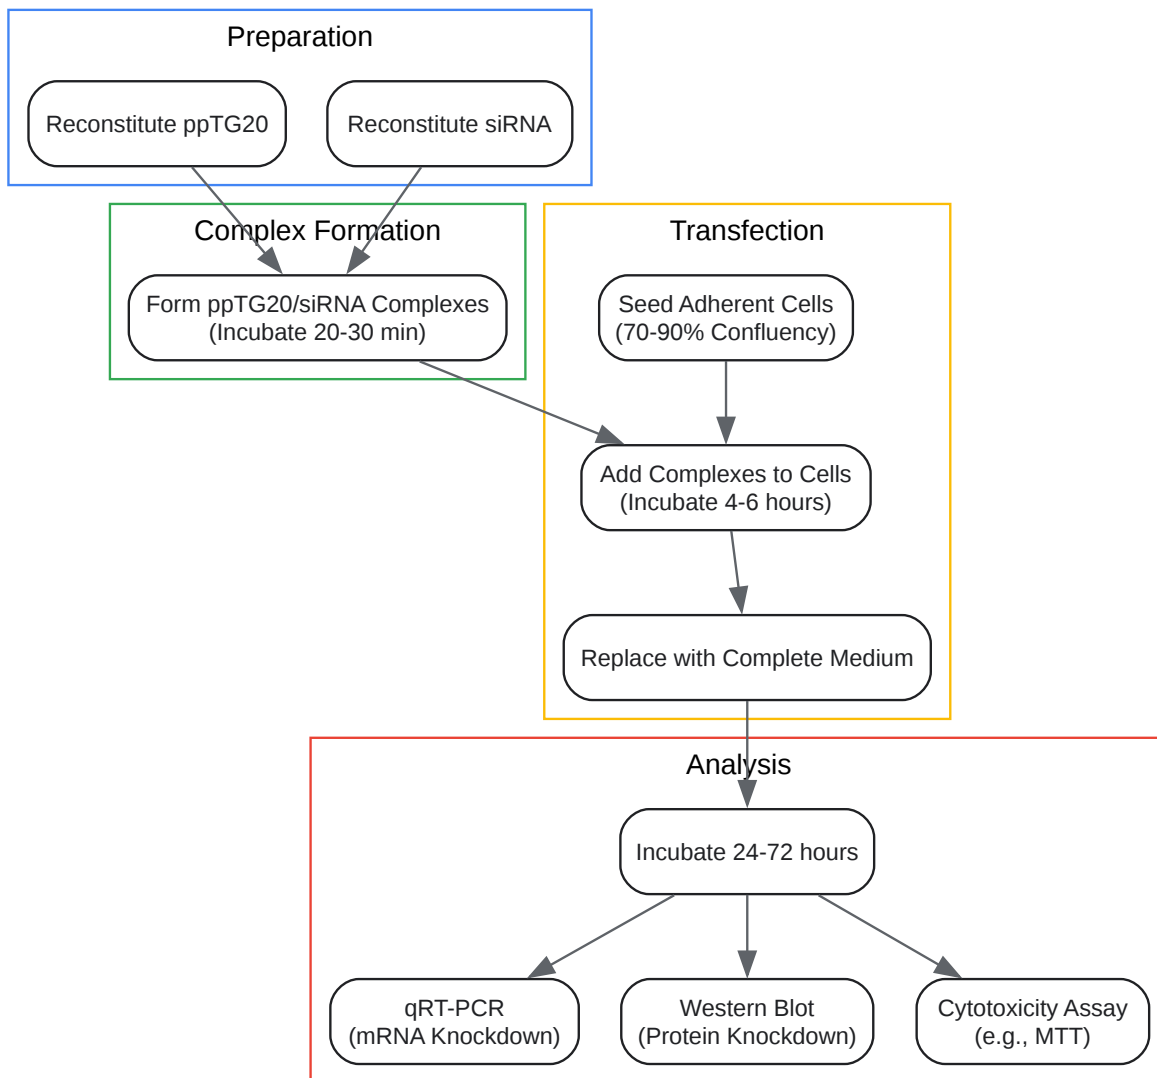 Preparation
Reconstitute ppTG20
Reconstitute siRNA
Complex Formation
Form ppTG20/siRNA Complexes
(Incubate 20-30 min)
Transfection
Seed Adherent Cells
(70-90% Confluency)
Add Complexes to Cells
(Incubate 4-6 hours)
Replace with Complete Medium
Analysis
Incubate 24-72 hours
qRT-PCR
(mRNA Knockdown)
Western Blot
(Protein Knockdown)
Cytotoxicity Assay
(e.g., MTT)